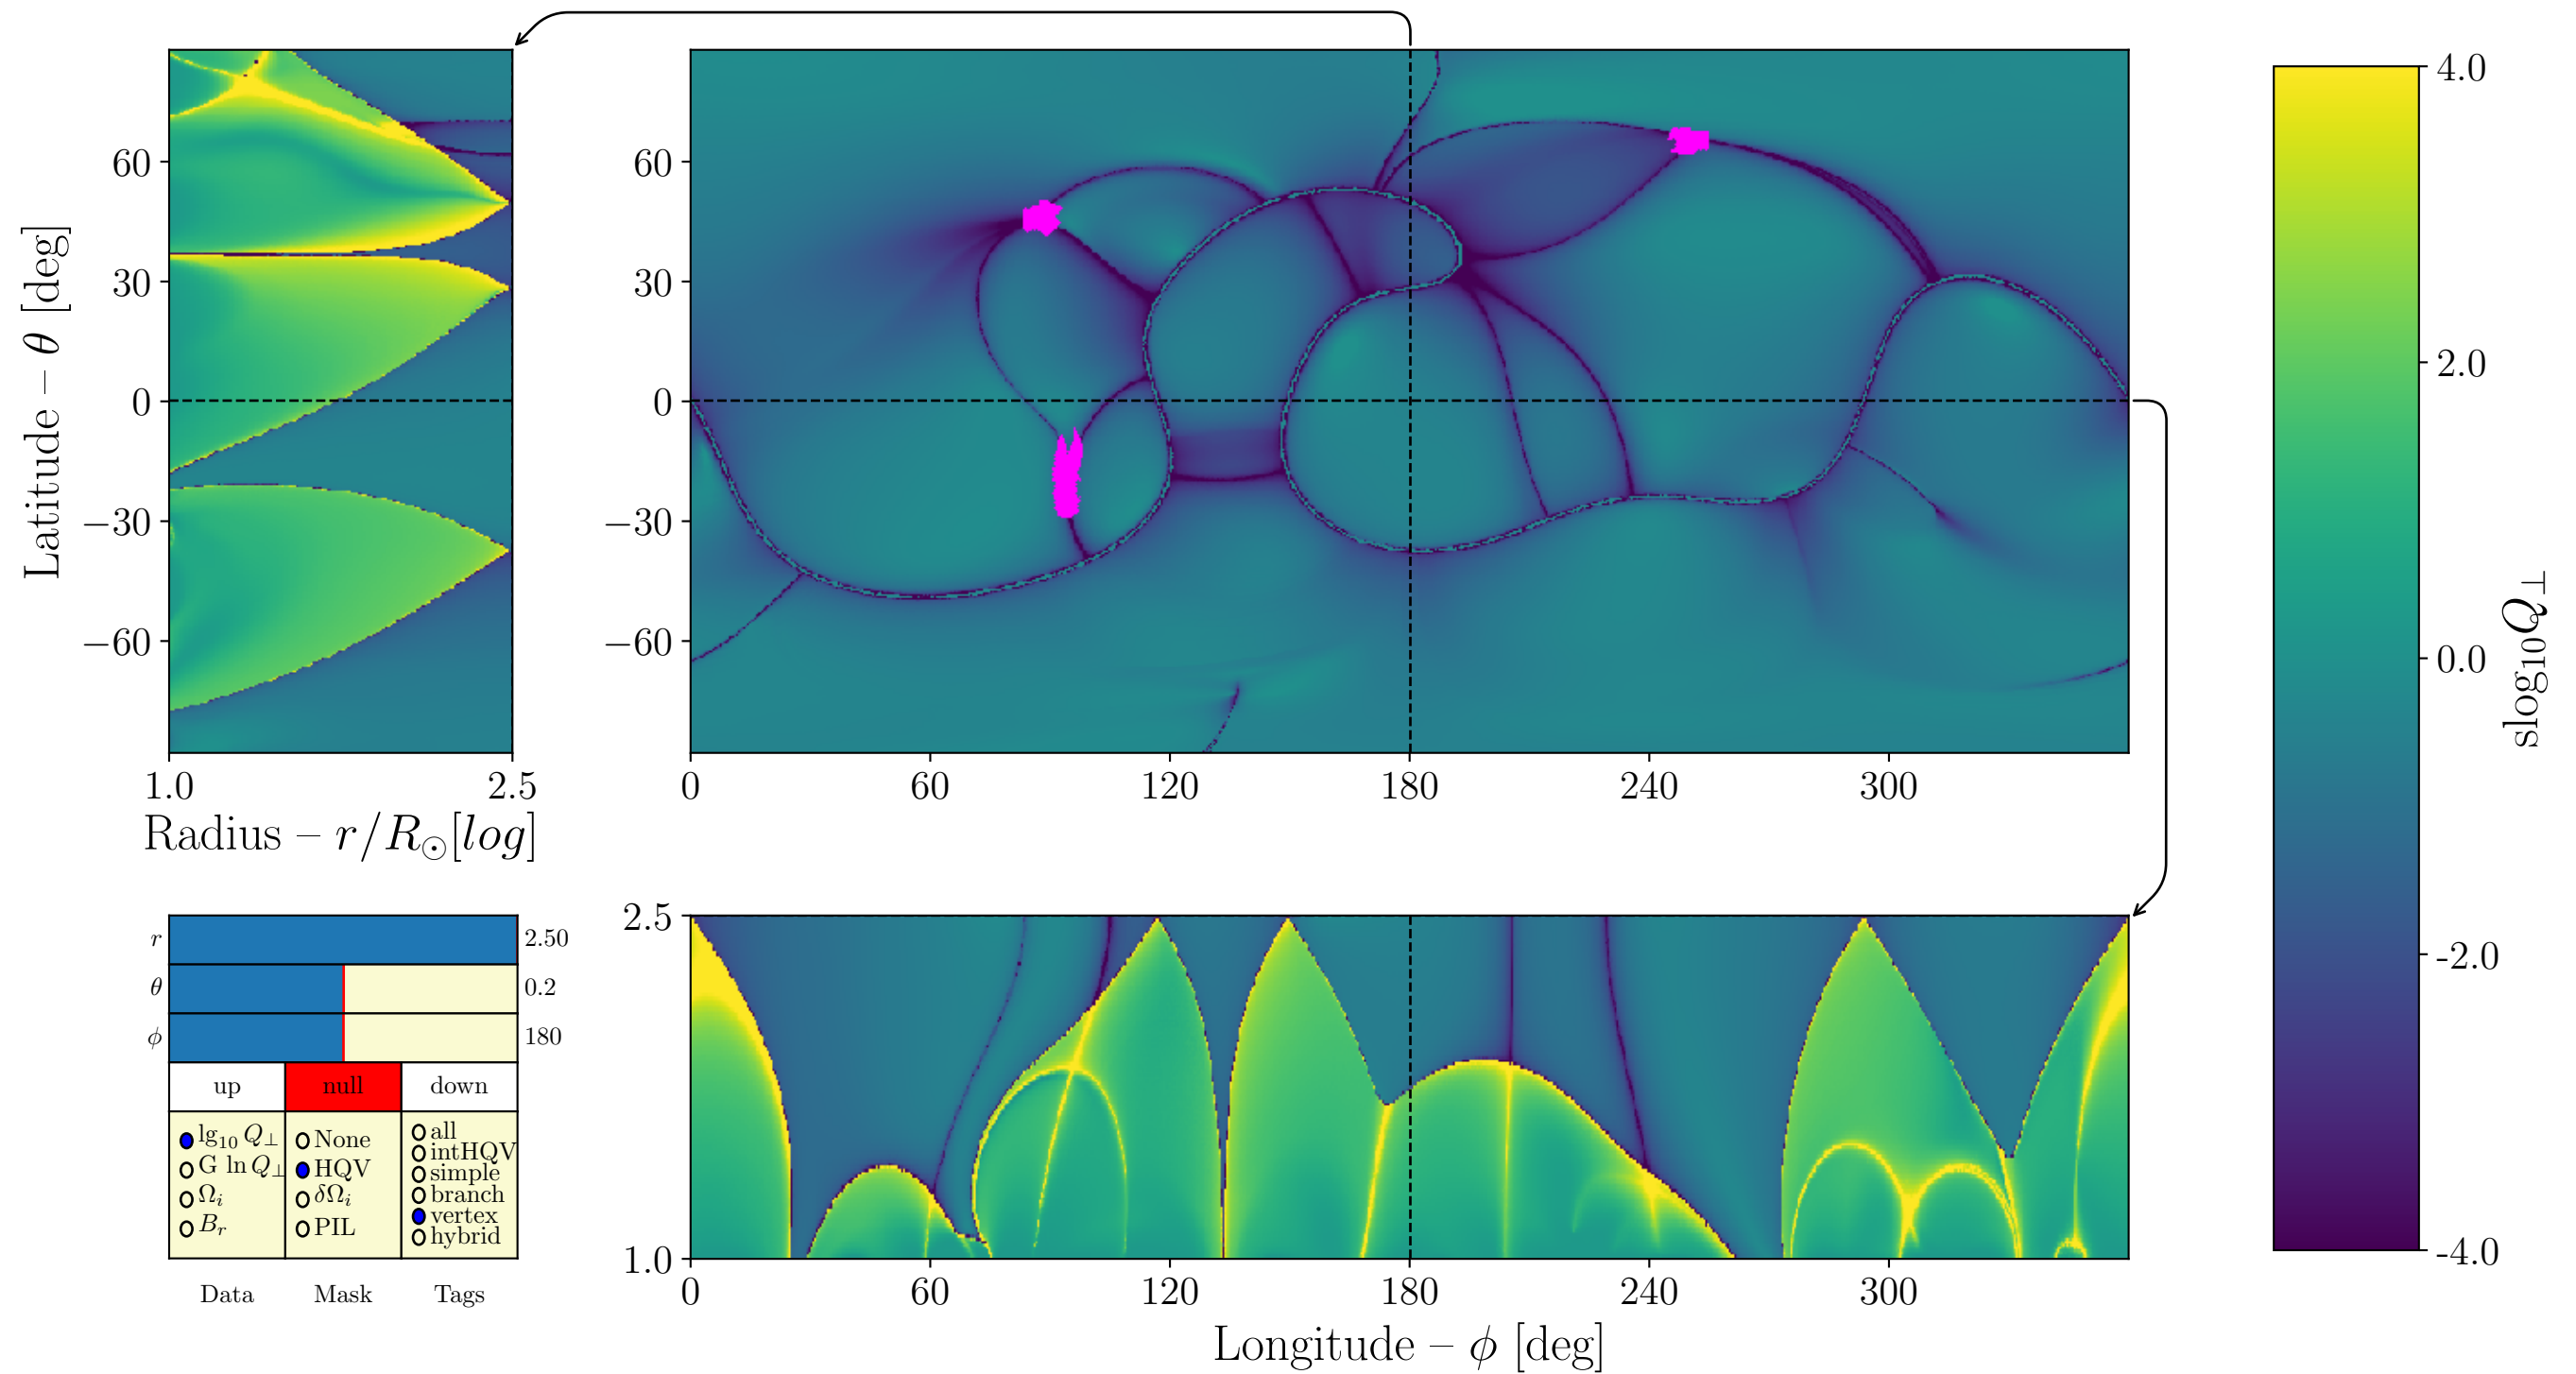 Latitude – θ [deg]
60
30
0
−30
−60
1.0 2.5
Radius – r/R⊙[log]
60
30
0
−30
−60
0 60 120 180 240 300
4.0
2.0
0.0
-2.0
-4.0
slog₁₀Q⊥
r 2.50
θ 0.2
ϕ 180
up null down
lg₁₀ Q⊥
G ln Q⊥
Ωᵢ
Bᵣ
None
HQV
δΩᵢ
PIL
all
intHQV
simple
branch
vertex
hybrid
Data Mask Tags
2.5
1.0
0 60 120 180 240 300
Longitude – ϕ [deg]